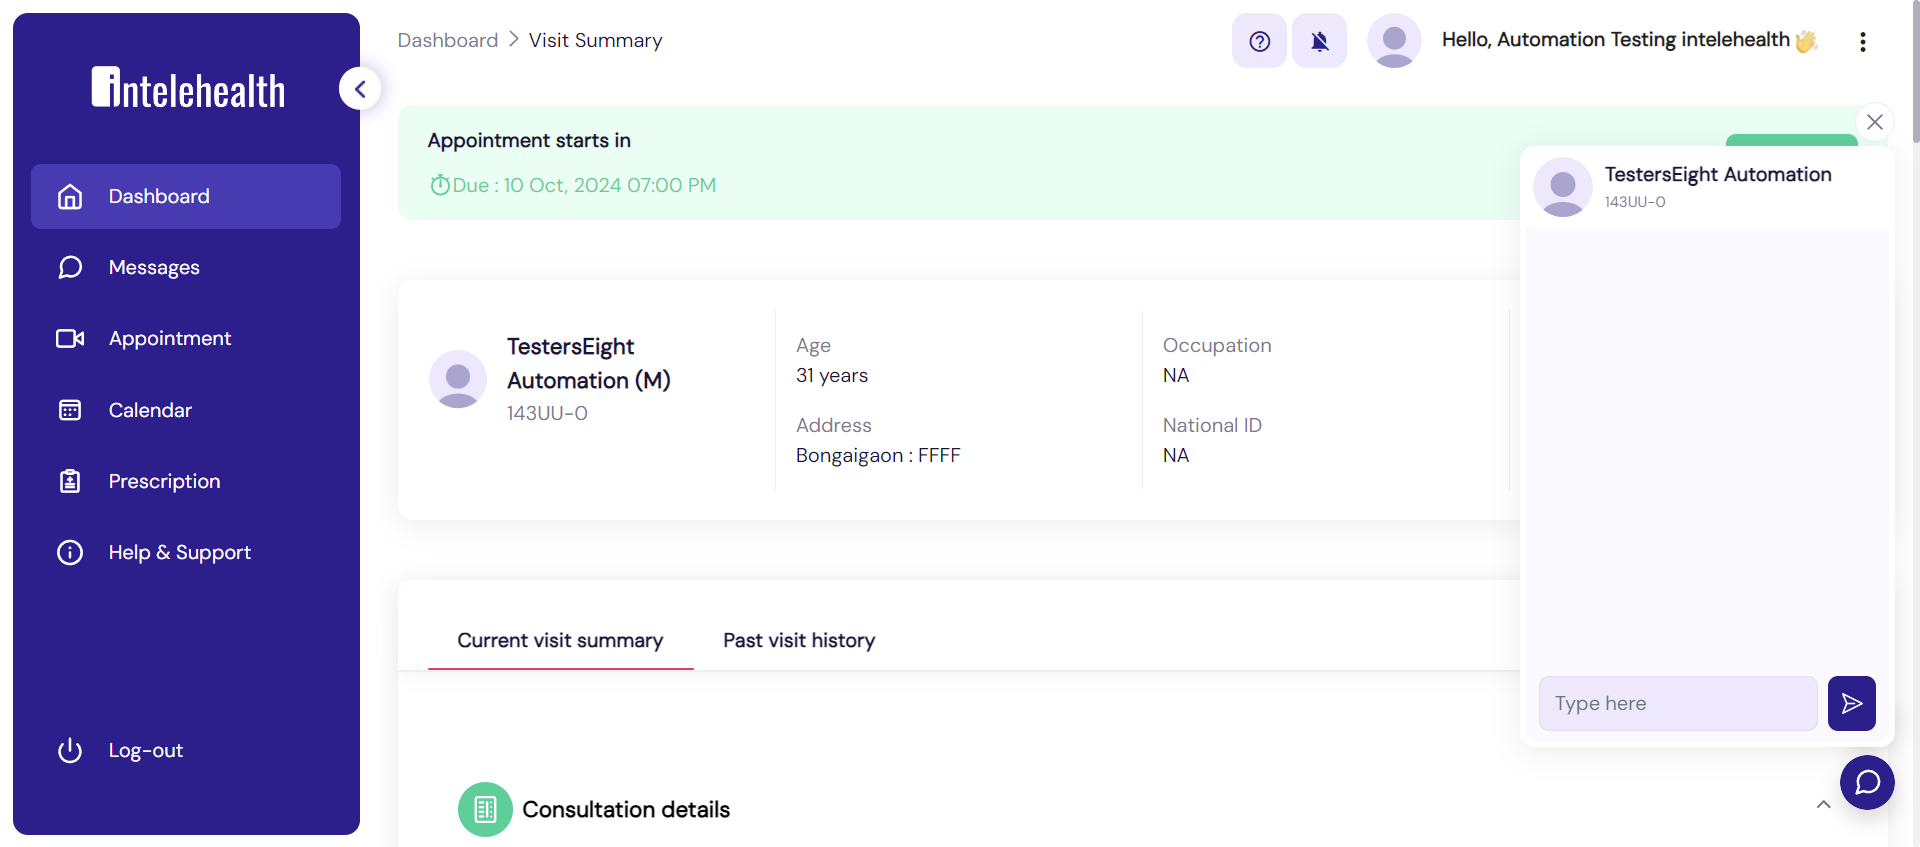 intelehealth
Dashboard
Messages
Appointment
Calendar
Prescription
Help & Support
Log-out
Dashboard > Visit Summary
Hello, Automation Testing intelehealth 👋
Appointment starts in
Due : 10 Oct, 2024 07:00 PM
TestersEight
Automation (M)
143UU-0
Age
31 years
Address
Bongaigaon : FFFF
Occupation
NA
National ID
NA
Current visit summary
Past visit history
Consultation details
TestersEight Automation
143UU-0
Type here